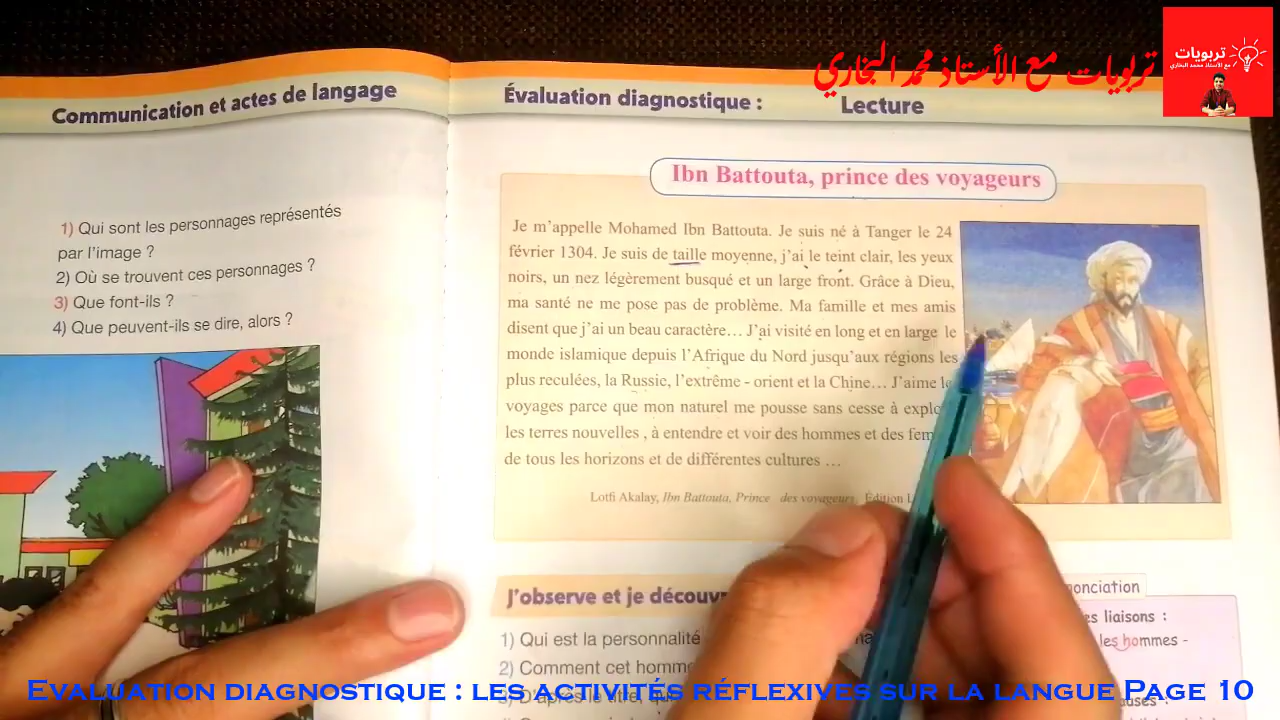 تربويات مع الأستاذ محمد البخاري
تربويات
مع الأستاذ محمد البخاري
Communication et actes de langage
1) Qui sont les personnages représentés
par l'image ?
2) Où se trouvent ces personnages ?
3) Que font-ils ?
4) Que peuvent-ils se dire, alors ?
Évaluation diagnostique : Lecture
Ibn Battouta, prince des voyageurs
Je m'appelle Mohamed Ibn Battouta. Je suis né à Tanger le 24
février 1304. Je suis de taille moyenne, j'ai le teint clair, les yeux
noirs, un nez légèrement busqué et un large front. Grâce à Dieu,
ma santé ne me pose pas de problème. Ma famille et mes amis
disent que j'ai un beau caractère… J'ai visité en long et en large le
monde islamique depuis l'Afrique du Nord jusqu'aux régions les
plus reculées, la Russie, l'extrême - orient et la Chine… J'aime
voyages parce que mon naturel me pousse sans cesse à
les terres nouvelles , à entendre et voir des hommes et des
de tous les horizons et de différentes cultures …
Lotfi Akalay, Ibn Battouta, Prince des voyageurs, Édition
J'observe et je
1) Qui est la personnalité
2) Comment cet
3) D'après le titre,
les hommes -
liaisons :
Evaluation diagnostique : les activités réflexives sur la langue Page 10